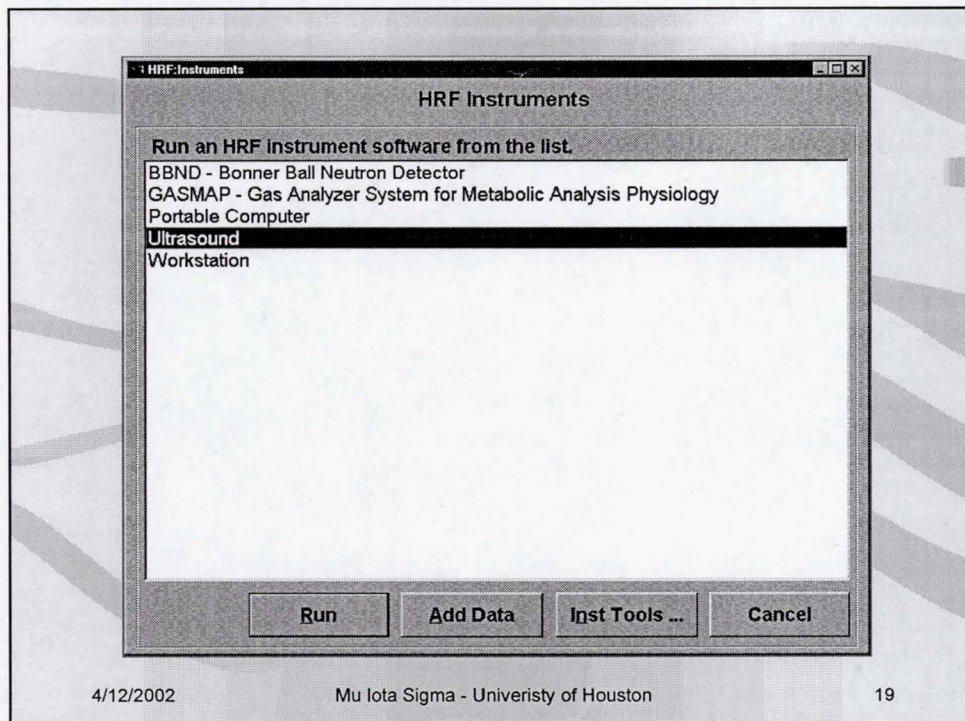 HRF:Instruments
HRF Instruments
Run an HRF instrument software from the list.
BBND - Bonner Ball Neutron Detector
GASMAP - Gas Analyzer System for Metabolic Analysis Physiology
Portable Computer
Ultrasound
Workstation
Run Add Data Inst Tools ... Cancel
4/12/2002 Mu Iota Sigma - Univeristy of Houston 19